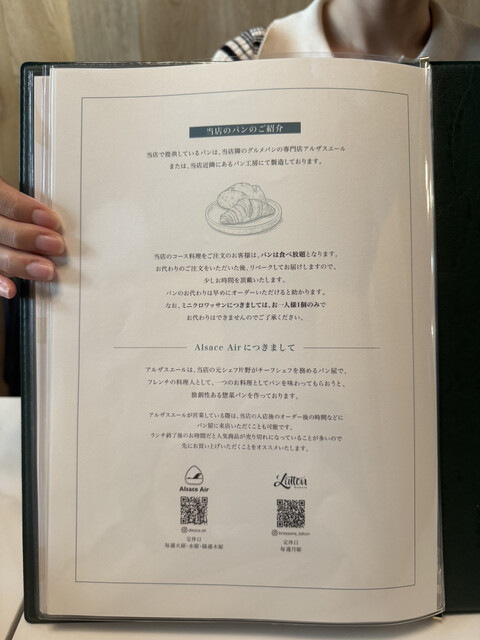 当店のパンのご紹介
当店で提供しているパンは、当店隣のグルメパンの専門店アルザスエール
または、当店近隣にあるパン工房にて製造しております。
当店のコース料理をご注文のお客様は、パンは食べ放題となります。
お代わりのご注文をいただいた後、リベークしてお届けしますので、
少しお時間を頂戴いたします。
パンのお代わりは早めにオーダーいただけると助かります。
なお、ミニクロワッサンにつきましては、お一人様1個のみで
お代わりはできませんのでご了承ください。
Alsace Air につきまして
アルザスエールは、当店の元シェフ片野がチーフシェフを務めるパン屋で、
フレンチの料理人として、一つのお料理としてパンを味わってもらおうと、
独創性ある惣菜パンを作っております。
アルザスエールが営業している際は、当店の入店後のオーダー後の時間などに
パン屋に来店いただくことも可能です。
ランチ終了後のお時間だと人気商品が売り切れになっていることが多いので
先にお買い上げいただくことをオススメいたします。
Alsace Air
alsace.air
定休日
毎週火曜・水曜・隔週木曜
定休日
毎週月曜